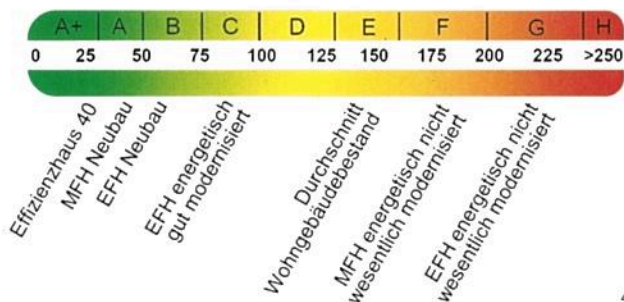 A+ A B C D E F G H
0 25 50 75 100 125 150 175 200 225 >250
Effizienzhaus 40
MFH Neubau
EFH Neubau
EFH energetisch
gut modernisiert
Durchschnitt
Wohngebäudebestand
MFH energetisch nicht
wesentlich modernisiert
EFH energetisch nicht
wesentlich modernisiert